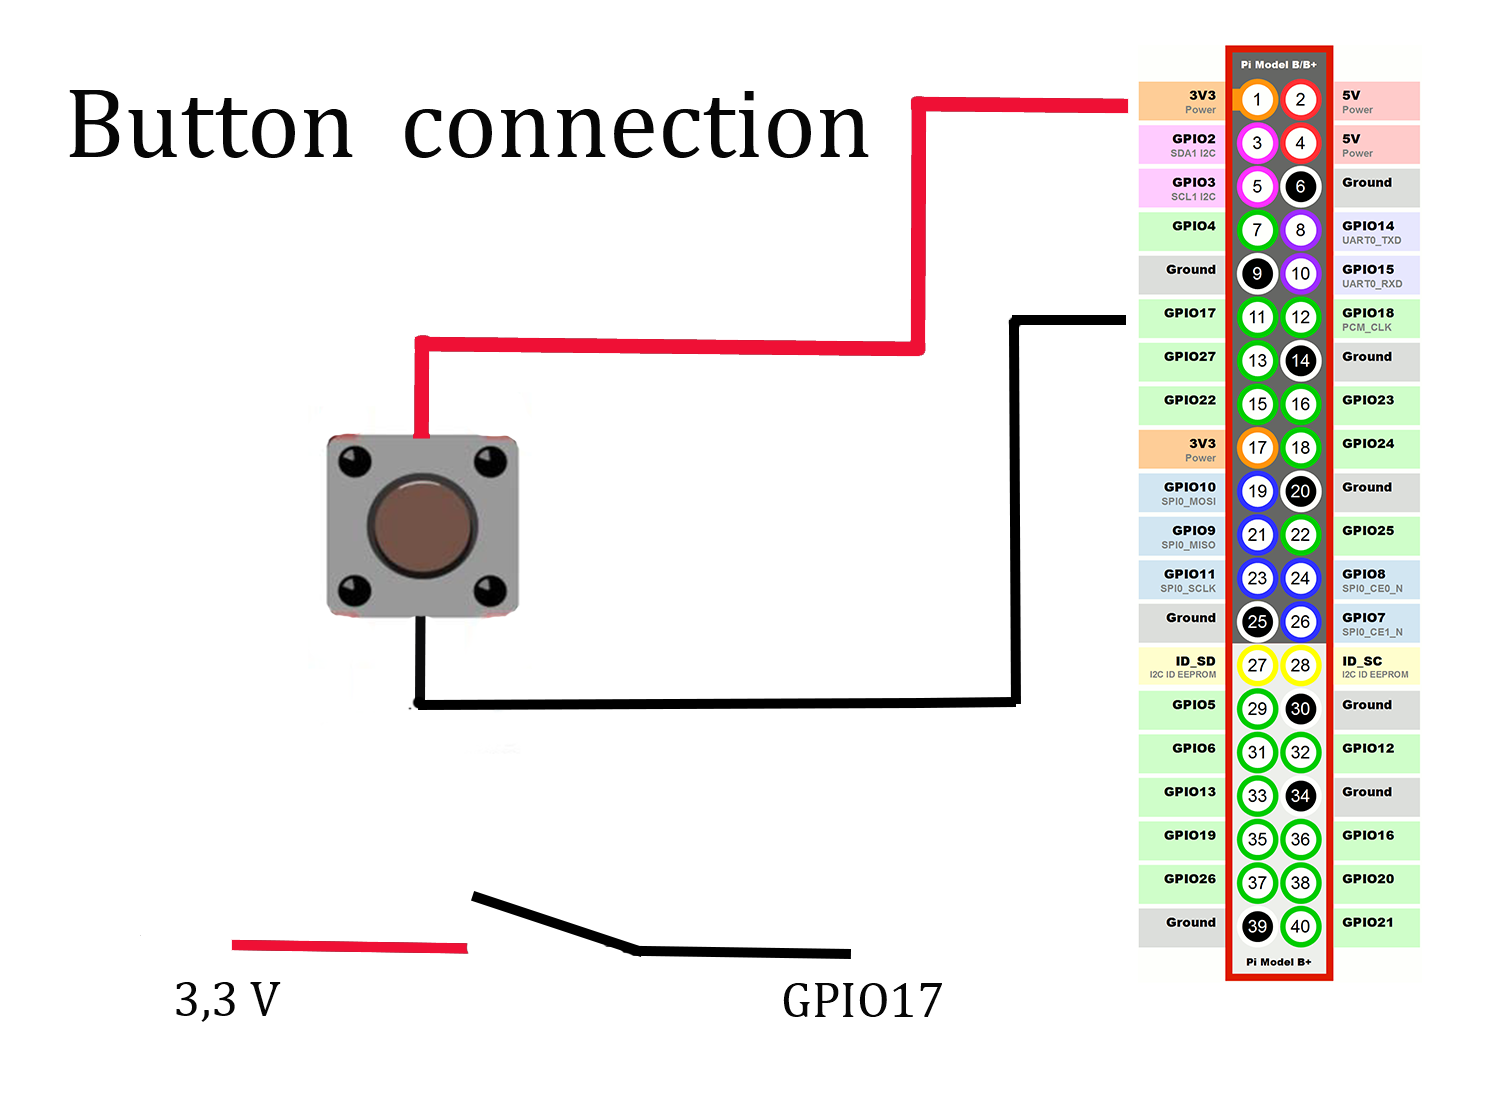 Button connection
Pi Model B/B+
3V3 1 2 5V
Power Power
GPIO2 3 4 5V
SDA1 I2C Power
GPIO3 5 6 Ground
SCL1 I2C
GPIO4 7 8 GPIO14
UART0_TXD
Ground 9 10 GPIO15
UART0_RXD
GPIO17 11 12 GPIO18
PCM_CLK
GPIO27 13 14 Ground
GPIO22 15 16 GPIO23
3V3 17 18 GPIO24
Power
GPIO10 19 20 Ground
SPI0_MOSI
GPIO9 21 22 GPIO25
SPI0_MISO
GPIO11 23 24 GPIO8
SPI0_SCLK SPI0_CE0_N
Ground 25 26 GPIO7
SPI0_CE1_N
ID_SD 27 28 ID_SC
I2C ID EEPROM I2C ID EEPROM
GPIO5 29 30 Ground
GPIO6 31 32 GPIO12
GPIO13 33 34 Ground
GPIO19 35 36 GPIO16
GPIO26 37 38 GPIO20
Ground 39 40 GPIO21
Pi Model B+
3,3 V GPIO17